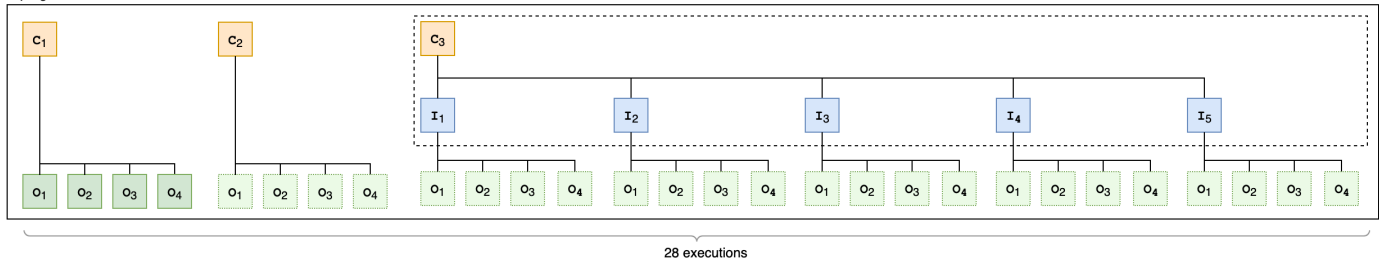 C1 C2 C3
I1 I2 I3 I4 I5
O1 O2 O3 O4 O1 O2 O3 O4 O1 O2 O3 O4 O1 O2 O3 O4 O1 O2 O3 O4 O1 O2 O3 O4 O1 O2 O3 O4
28 executions